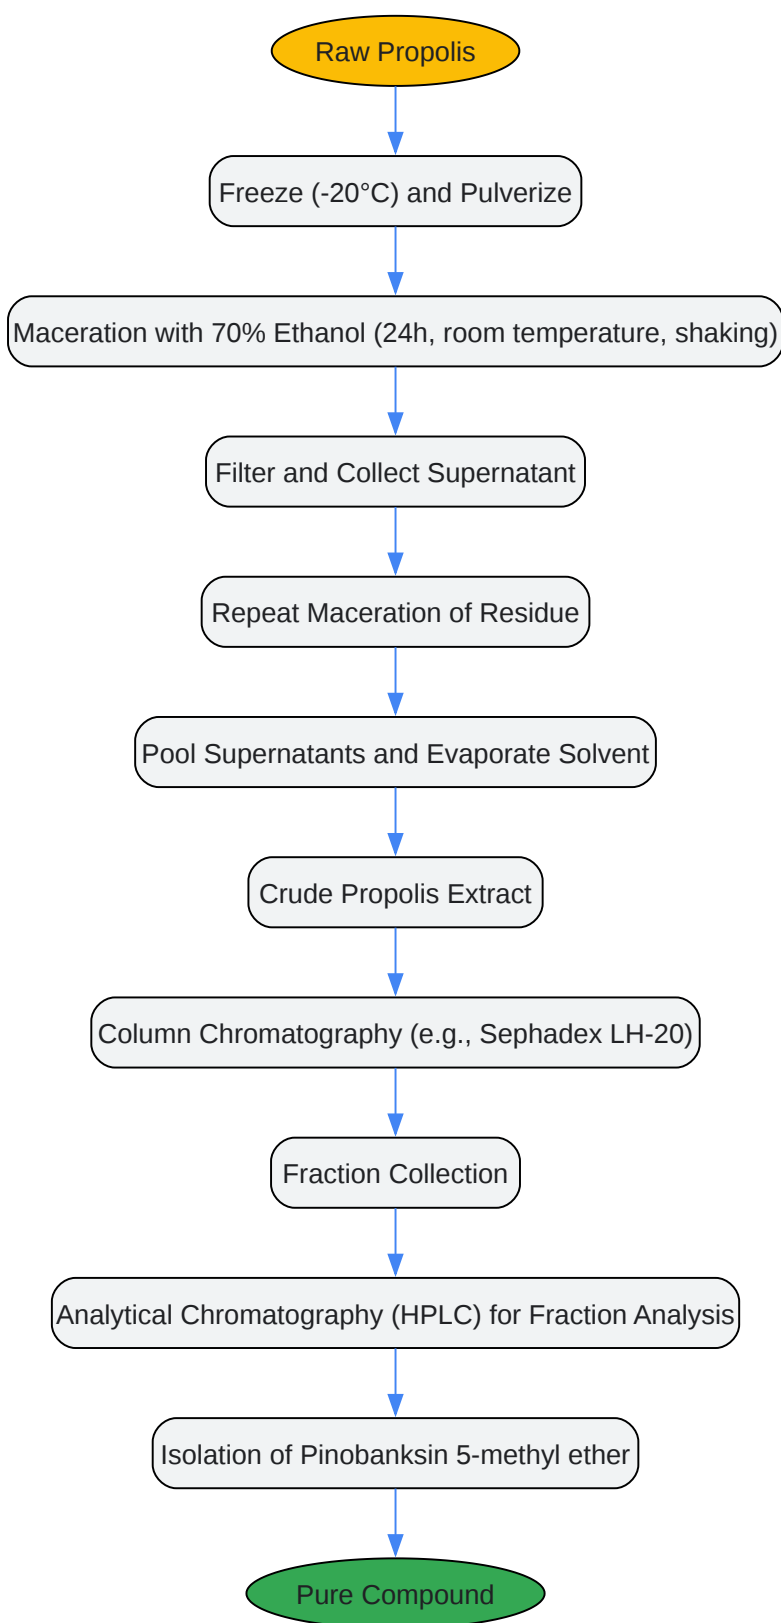 Raw Propolis
Freeze (-20°C) and Pulverize
Maceration with 70% Ethanol (24h, room temperature, shaking)
Filter and Collect Supernatant
Repeat Maceration of Residue
Pool Supernatants and Evaporate Solvent
Crude Propolis Extract
Column Chromatography (e.g., Sephadex LH-20)
Fraction Collection
Analytical Chromatography (HPLC) for Fraction Analysis
Isolation of Pinobanksin 5-methyl ether
Pure Compound